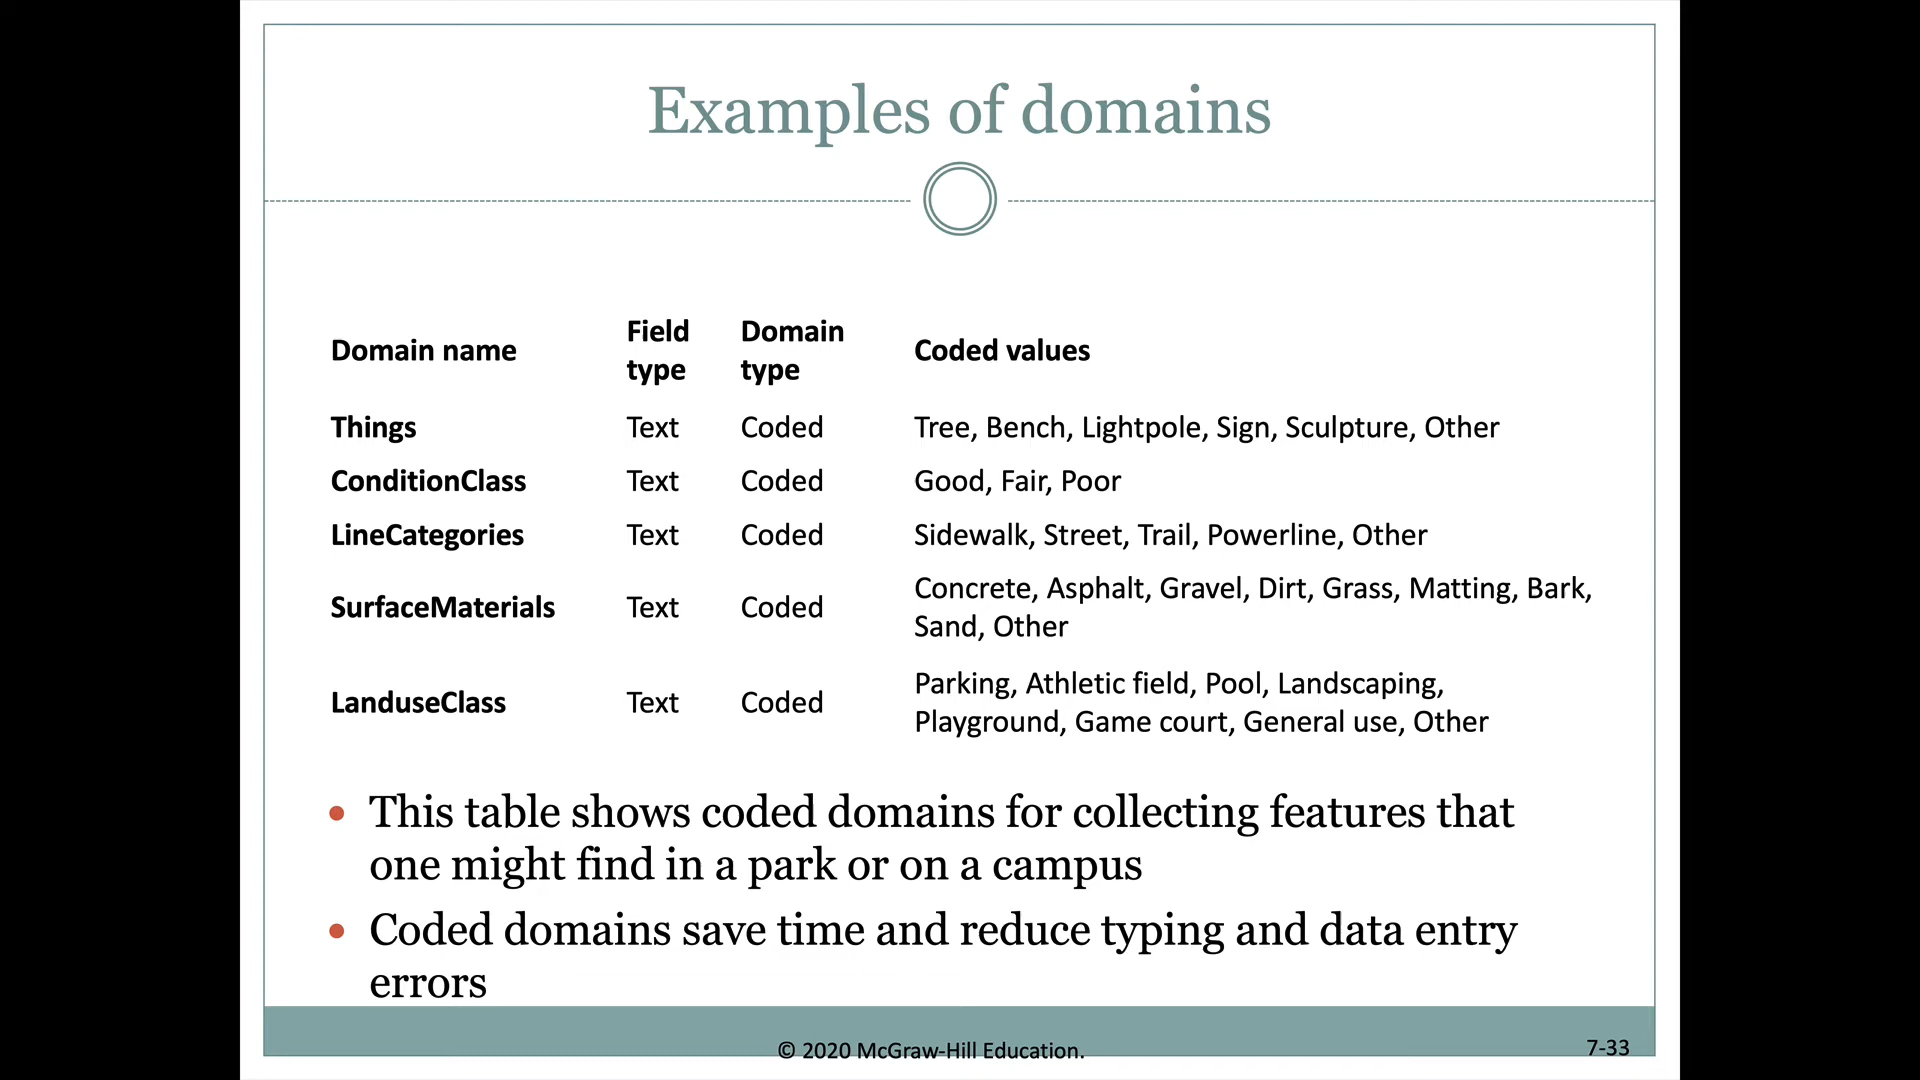 Examples of domains
Domain name Field type Domain type Coded values
Things Text Coded Tree, Bench, Lightpole, Sign, Sculpture, Other
ConditionClass Text Coded Good, Fair, Poor
LineCategories Text Coded Sidewalk, Street, Trail, Powerline, Other
SurfaceMaterials Text Coded Concrete, Asphalt, Gravel, Dirt, Grass, Matting, Bark,
Sand, Other
LanduseClass Text Coded Parking, Athletic field, Pool, Landscaping,
Playground, Game court, General use, Other
• This table shows coded domains for collecting features that
one might find in a park or on a campus
• Coded domains save time and reduce typing and data entry
errors
© 2020 McGraw-Hill Education.
7-33